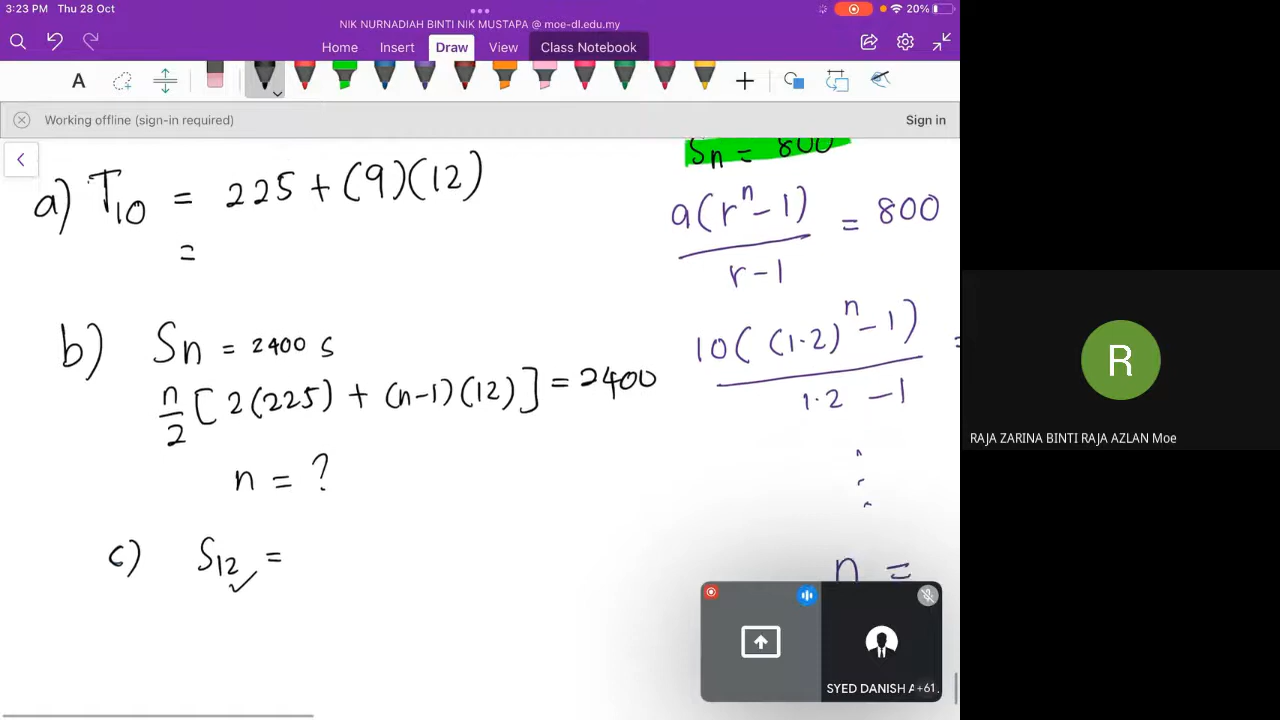 3:23 PM Thu 28 Oct
20%
NIK NURNADIAH BINTI NIK MUSTAPA @ moe-dl.edu.my
Home Insert Draw View Class Notebook
A
Working offline (sign-in required)
Sign in
a) T10 = 225 + (9)(12)
=
b) Sn = 2400 s
n/2 [ 2(225) + (n-1)(12) ] = 2400
n = ?
c) S12 =
Sn = 800
a(r^n - 1) / r - 1 = 800
10((1.2)^n - 1) / 1.2 - 1 =
n =
SYED DANISH A +61
R
RAJA ZARINA BINTI RAJA AZLAN Moe